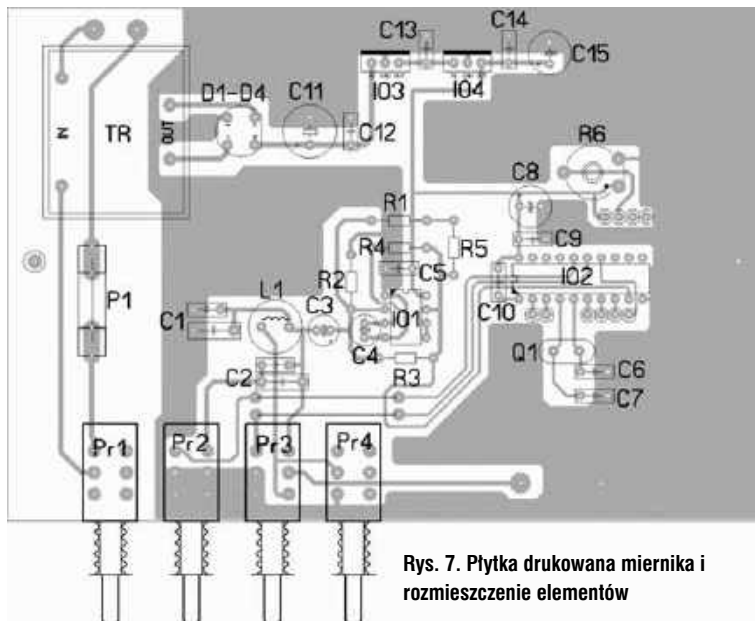 C13
C14
C15
IO3
IO4
D1-D4
C11
C12
IN
TR
OUT
R6
C8
R1
R4
R5
C9
R2
C5
IO2
P1
L1
C3
IO1
C10
C1
C4
Q1
C2
R3
C6
C7
Pr1
Pr2
Pr3
Pr4
Rys. 7. Płytka drukowana miernika i
rozmieszczenie elementów